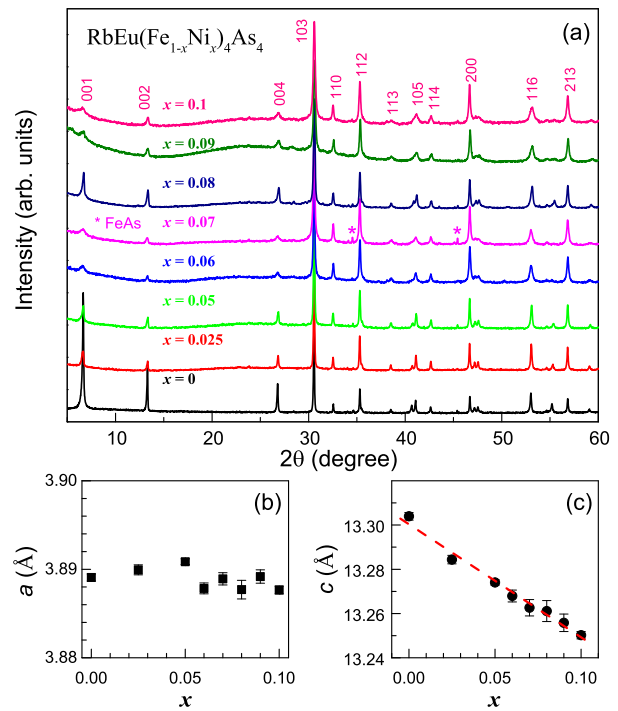 RbEu(Fe1-xNix)4As4
(a)
001
002
004
103
110
112
113
105
114
200
116
213
x = 0.1
x = 0.09
x = 0.08
* FeAs
x = 0.07
*
*
x = 0.06
x = 0.05
x = 0.025
x = 0
Intensity (arb. units)
10 20 30 40 50 60
2θ (degree)
(b)
3.90
3.89
3.88
a (Å)
0.00 0.05 0.10
x
(c)
13.30
13.28
13.26
13.24
c (Å)
0.00 0.05 0.10
x